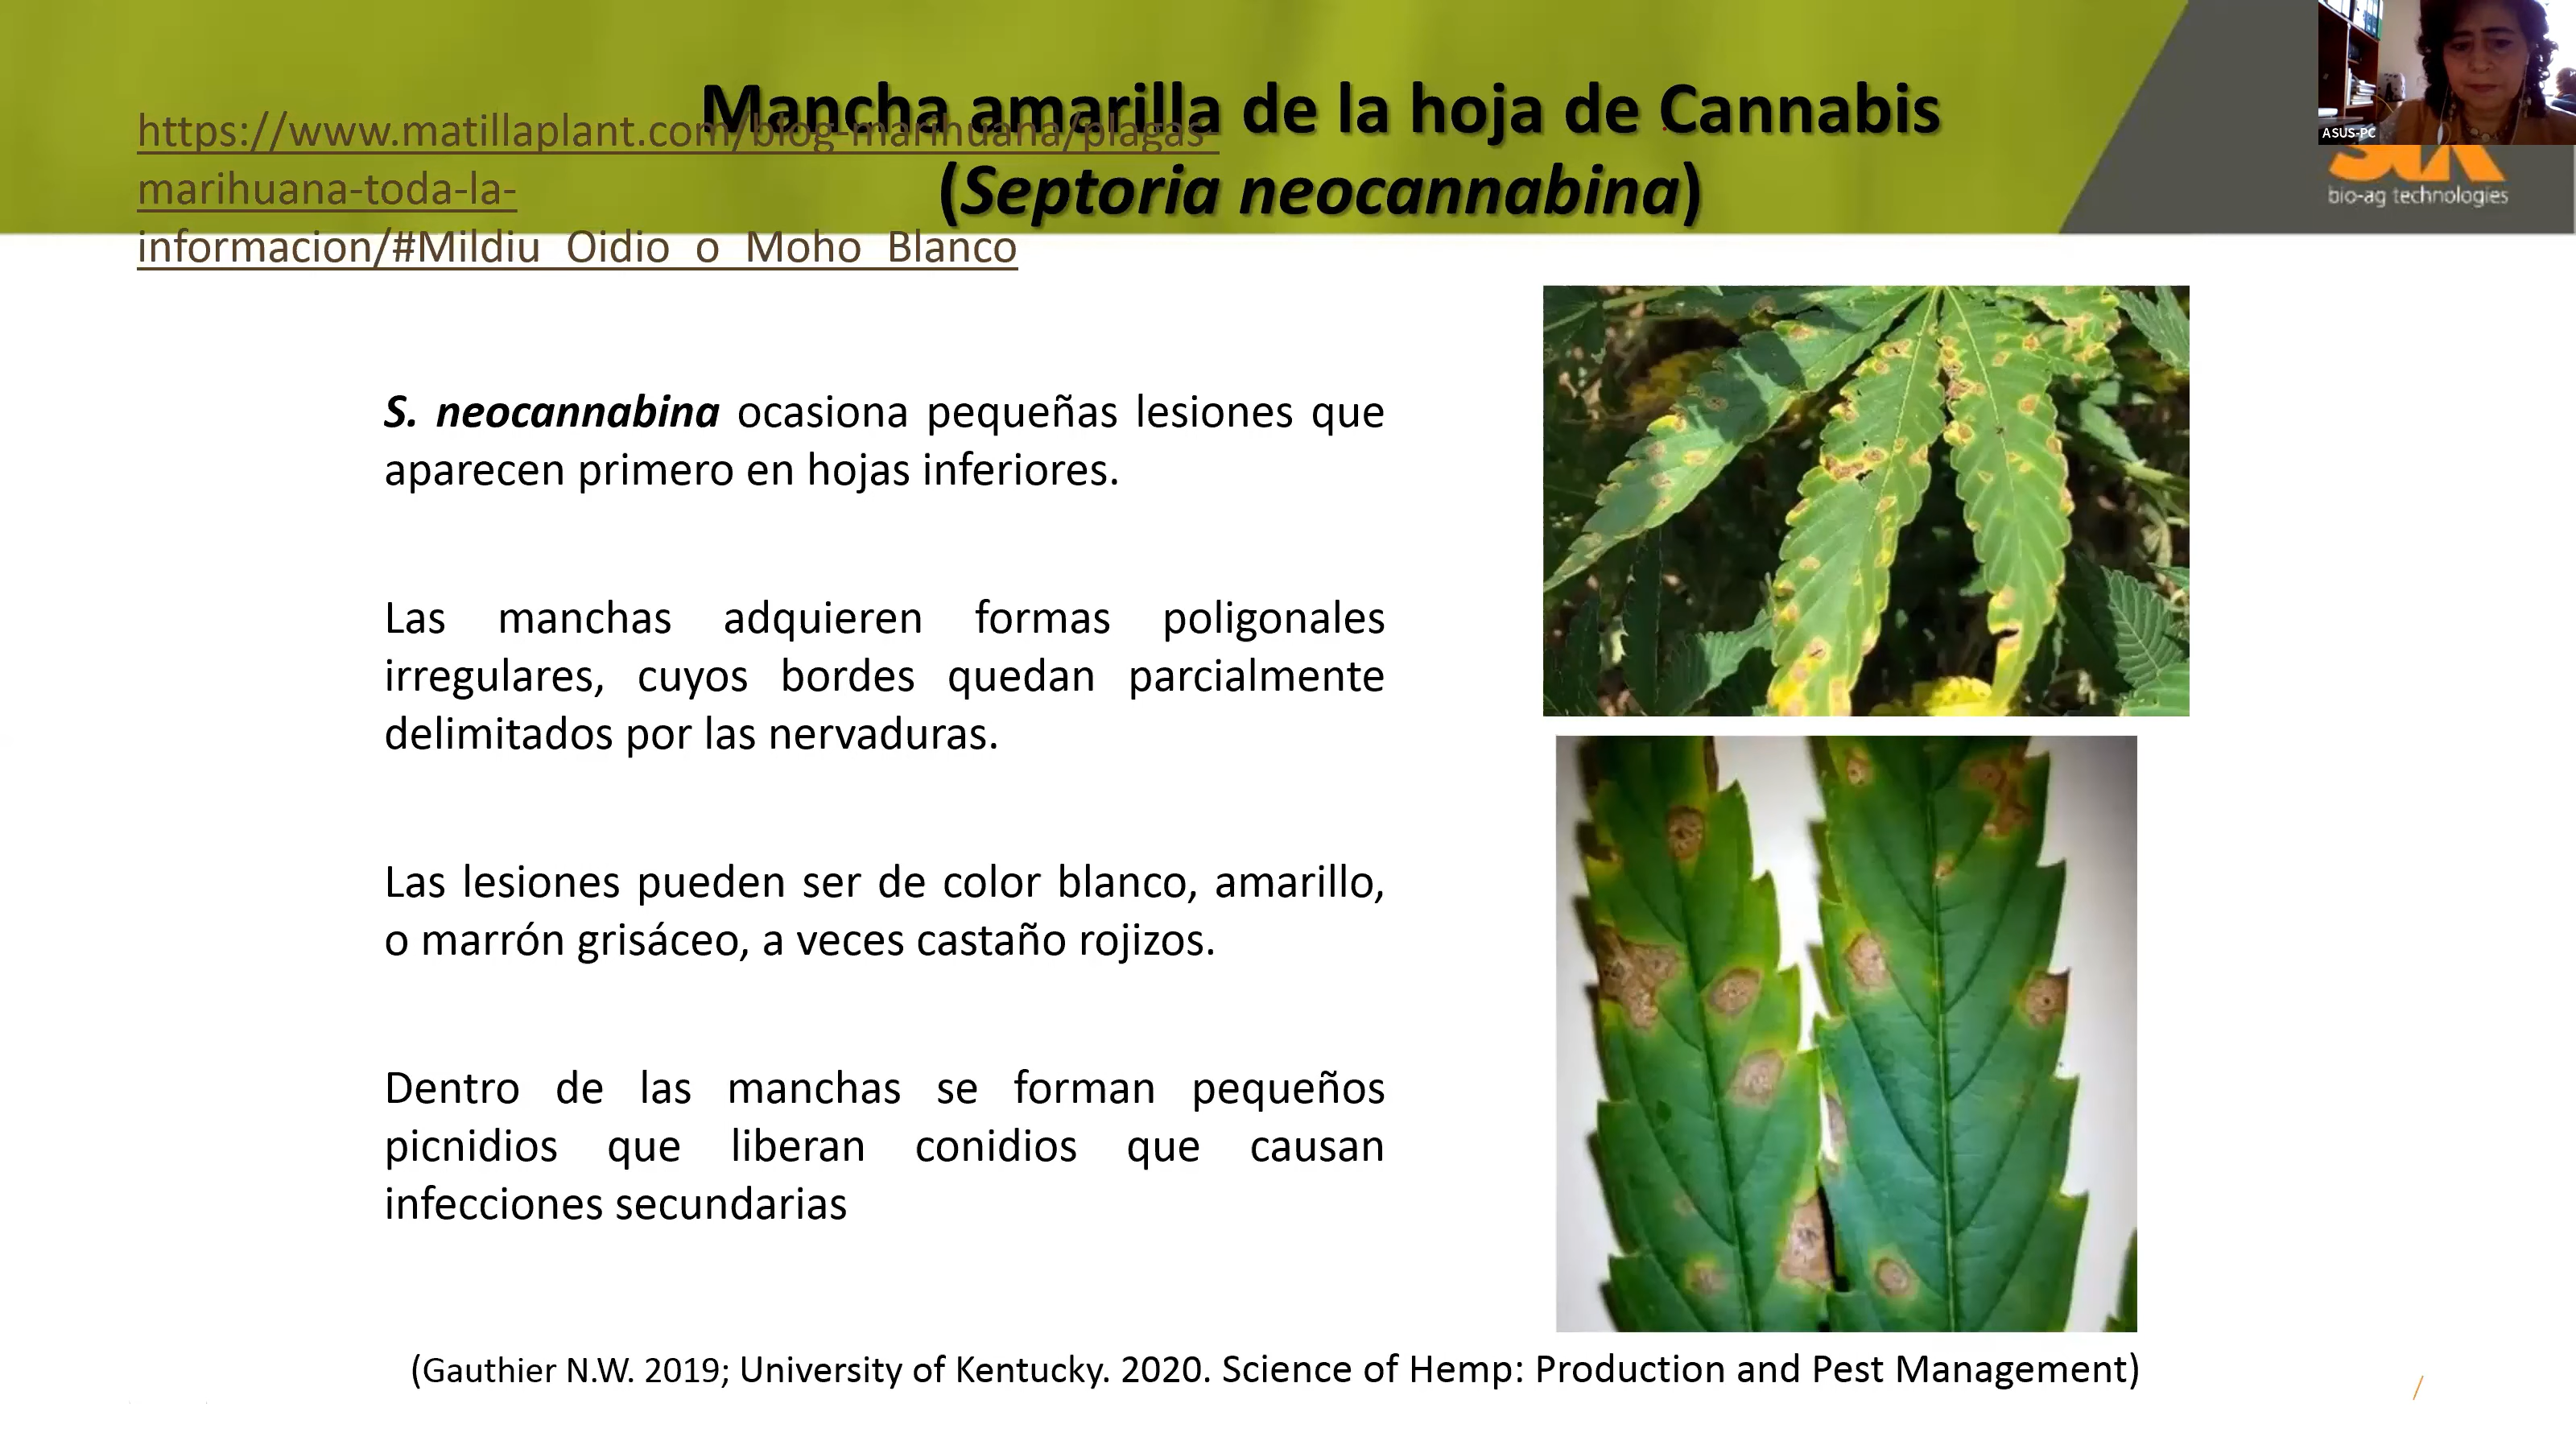 Mancha amarilla de la hoja de Cannabis
(Septoria neocannabina)
https://www.matillaplant.com/blog-marihuana/plagas-
marihuana-toda-la-
informacion/#Mildiu_Oidio_o_Moho_Blanco
ASUS-PC
bio-ag technologies
S. neocannabina ocasiona pequeñas lesiones que
aparecen primero en hojas inferiores.
Las manchas adquieren formas poligonales
irregulares, cuyos bordes quedan parcialmente
delimitados por las nervaduras.
Las lesiones pueden ser de color blanco, amarillo,
o marrón grisáceo, a veces castaño rojizos.
Dentro de las manchas se forman pequeños
picnidios que liberan conidios que causan
infecciones secundarias
(Gauthier N.W. 2019; University of Kentucky. 2020. Science of Hemp: Production and Pest Management)
/